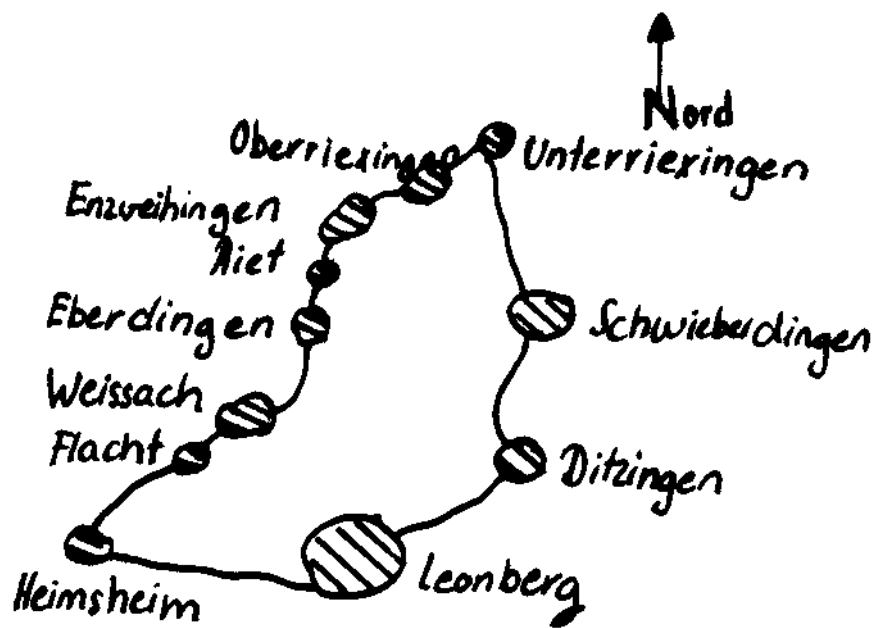 Nord
Oberriexingen
Unterriexingen
Enzweihingen
Riet
Eberdingen
Schwieberdingen
Weissach
Flacht
Ditzingen
Leonberg
Heimsheim